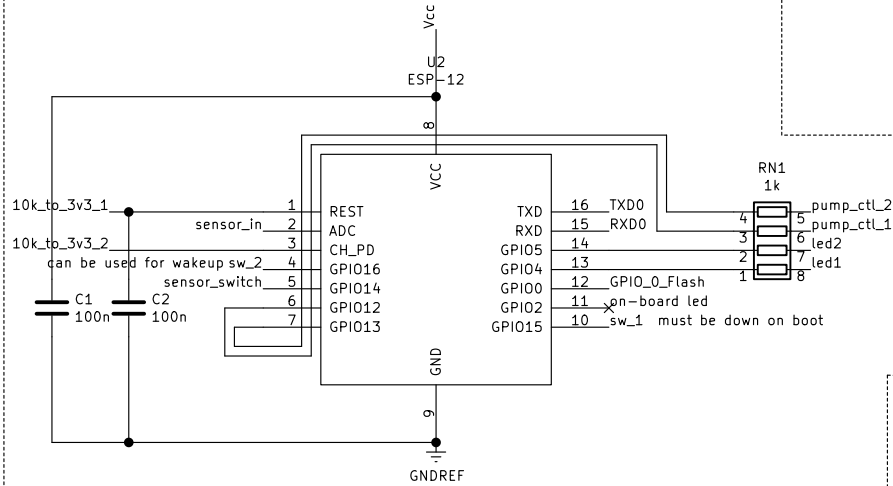 Vcc
U2
ESP-12
8
VCC
RN1
1k
10k_to_3v3_1
1 REST
TXD 16 TXD0
4 5 pump_ctl_2
sensor_in
2 ADC
RXD 15 RXD0
3 6 pump_ctl_1
10k_to_3v3_2
3 CH_PD
GPIO5 14
2 7 led2
can be used for wakeup sw_2
4 GPIO16
GPIO4 13
1 8 led1
sensor_switch
5 GPIO14
GPIO0 12 GPIO_0_Flash
C1
100n
C2
100n
6 GPIO12
GPIO2 11 on-board led
7 GPIO13
GPIO15 10 sw_1 must be down on boot
GND
9
GNDREF